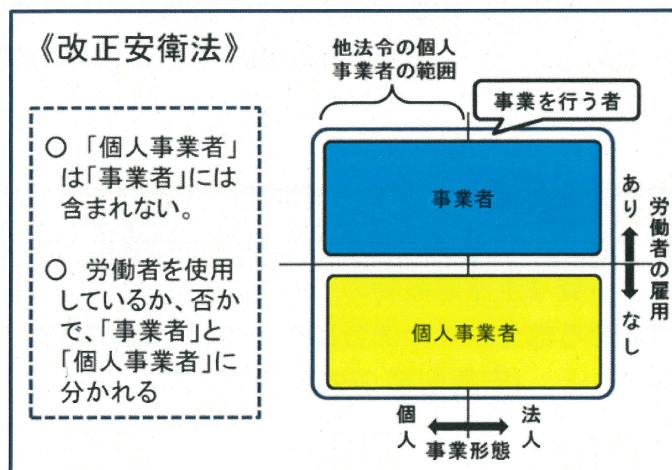 《改正安衛法》
○ 「個人事業者」
は「事業者」には
含まれない。
○ 労働者を使用
しているか、否か
で、「事業者」と
「個人事業者」に
分かれる
他法令の個人
事業者の範囲
事業を行う者
事業者
個人事業者
あり
なし
労働者の雇用
個人
法人
事業形態